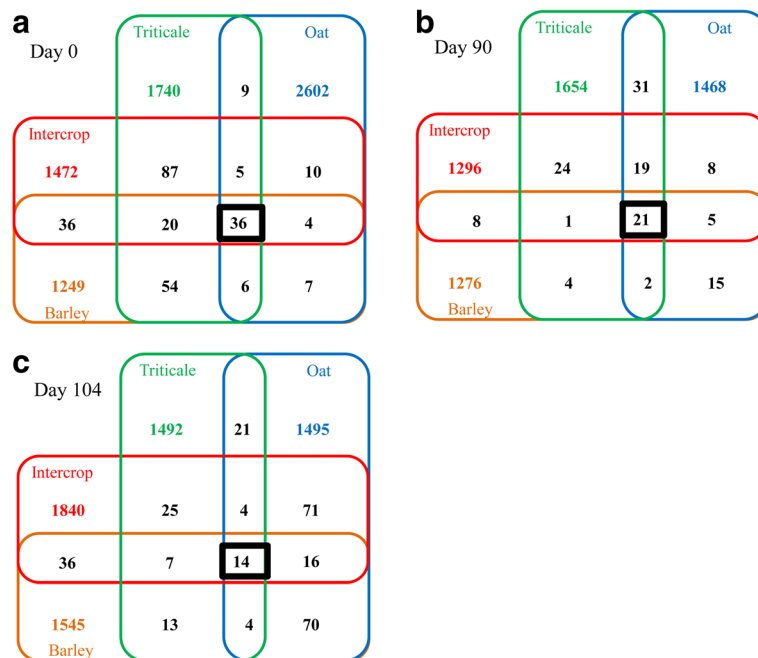 a
Day 0
Triticale
Oat
1740 9 2602
Intercrop
1472 87 5 10
36 20 36 4
1249 54 6 7
Barley
b
Day 90
Triticale
Oat
1654 31 1468
Intercrop
1296 24 19 8
8 1 21 5
1276 4 2 15
Barley
c
Day 104
Triticale
Oat
1492 21 1495
Intercrop
1840 25 4 71
36 7 14 16
1545 13 4 70
Barley